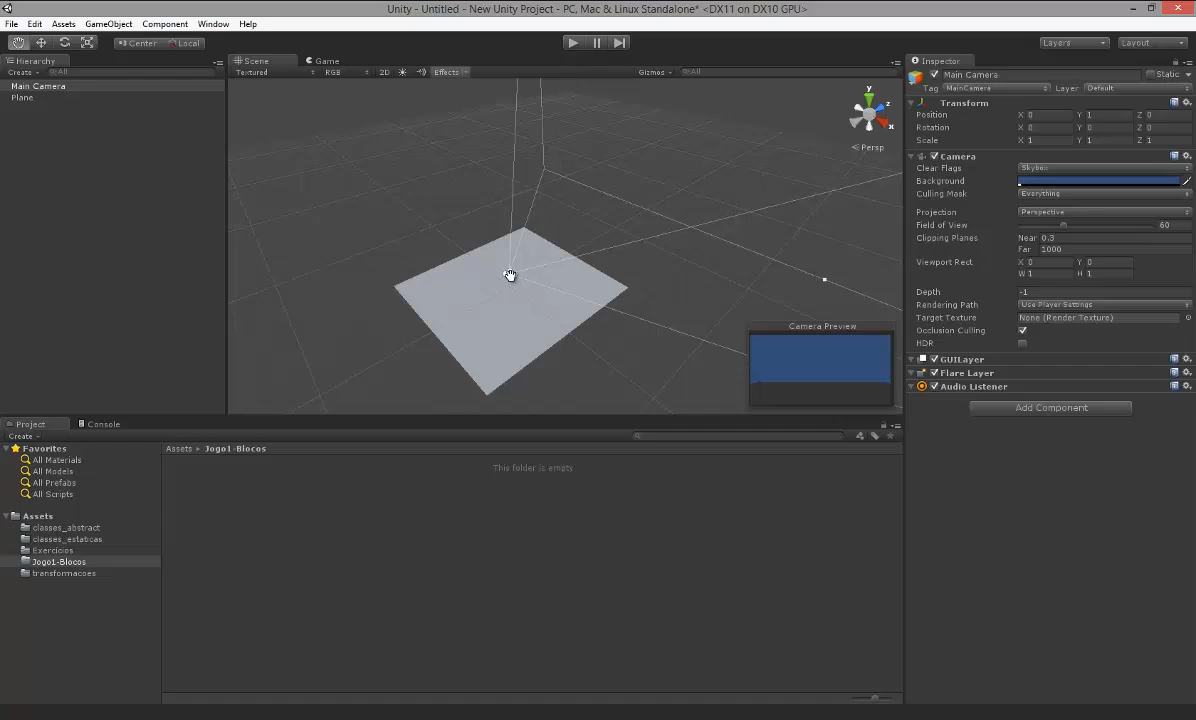 Unity - Untitled - New Unity Project - PC, Mac & Linux Standalone* <DX11 on DX10 GPU>
File Edit Assets GameObject Component Window Help
Center Local Layers Layout
Hierarchy
Create All
Main Camera
Plane
Scene Game
Textured RGB 2D Effects Gizmos All
y
z
x
Persp
Camera Preview
Inspector
Main Camera Static
Tag MainCamera Layer Default
Transform
Position X 0 Y 1 Z 0
Rotation X 0 Y 0 Z 0
Scale X 1 Y 1 Z 1
Camera
Clear Flags Skybox
Background
Culling Mask Everything
Projection Perspective
Field of View 60
Clipping Planes Near 0.3
Far 1000
Viewport Rect X 0 Y 0
W 1 H 1
Depth -1
Rendering Path Use Player Settings
Target Texture None (Render Texture)
Occlusion Culling
HDR
GUILayer
Flare Layer
Audio Listener
Add Component
Project Console
Create
Favorites
All Materials
All Models
All Prefabs
All Scripts
Assets
classes_abstract
classes_estaticas
Exercicios
Jogo1-Blocos
transformacoes
Assets ▸ Jogo1-Blocos
This folder is empty